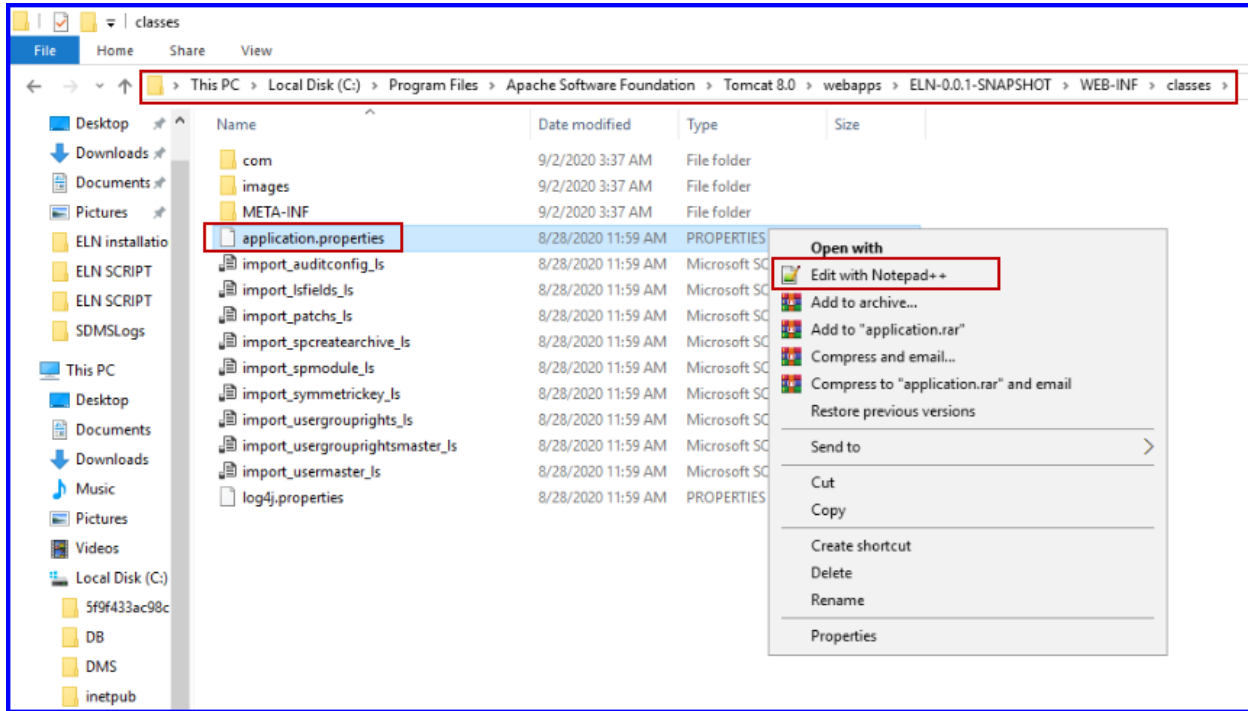 classes
File Home Share View
This PC > Local Disk (C:) > Program Files > Apache Software Foundation > Tomcat 8.0 > webapps > ELN-0.0.1-SNAPSHOT > WEB-INF > classes >
Name Date modified Type Size
Desktop
Downloads
Documents
Pictures
ELN installatio
ELN SCRIPT
ELN SCRIPT
SDMSLogs
This PC
Desktop
Documents
Downloads
Music
Pictures
Videos
Local Disk (C:)
5f9f433ac98c
DB
DMS
inetpub
com 9/2/2020 3:37 AM File folder
images 9/2/2020 3:37 AM File folder
META-INF 9/2/2020 3:37 AM File folder
application.properties 8/28/2020 11:59 AM PROPERTIES
import_auditconfig_ls 8/28/2020 11:59 AM Microsoft SC
import_lsfields_ls 8/28/2020 11:59 AM Microsoft SC
import_patchs_ls 8/28/2020 11:59 AM Microsoft SC
import_spcreatearchive_ls 8/28/2020 11:59 AM Microsoft SC
import_spmodule_ls 8/28/2020 11:59 AM Microsoft SC
import_symmetrickey_ls 8/28/2020 11:59 AM Microsoft SC
import_usergrouprights_ls 8/28/2020 11:59 AM Microsoft SC
import_usergrouprightsmaster_ls 8/28/2020 11:59 AM Microsoft SC
import_usermaster_ls 8/28/2020 11:59 AM Microsoft SC
log4j.properties 8/28/2020 11:59 AM PROPERTIES
Open with
Edit with Notepad++
Add to archive...
Add to "application.rar"
Compress and email...
Compress to "application.rar" and email
Restore previous versions
Send to
Cut
Copy
Create shortcut
Delete
Rename
Properties